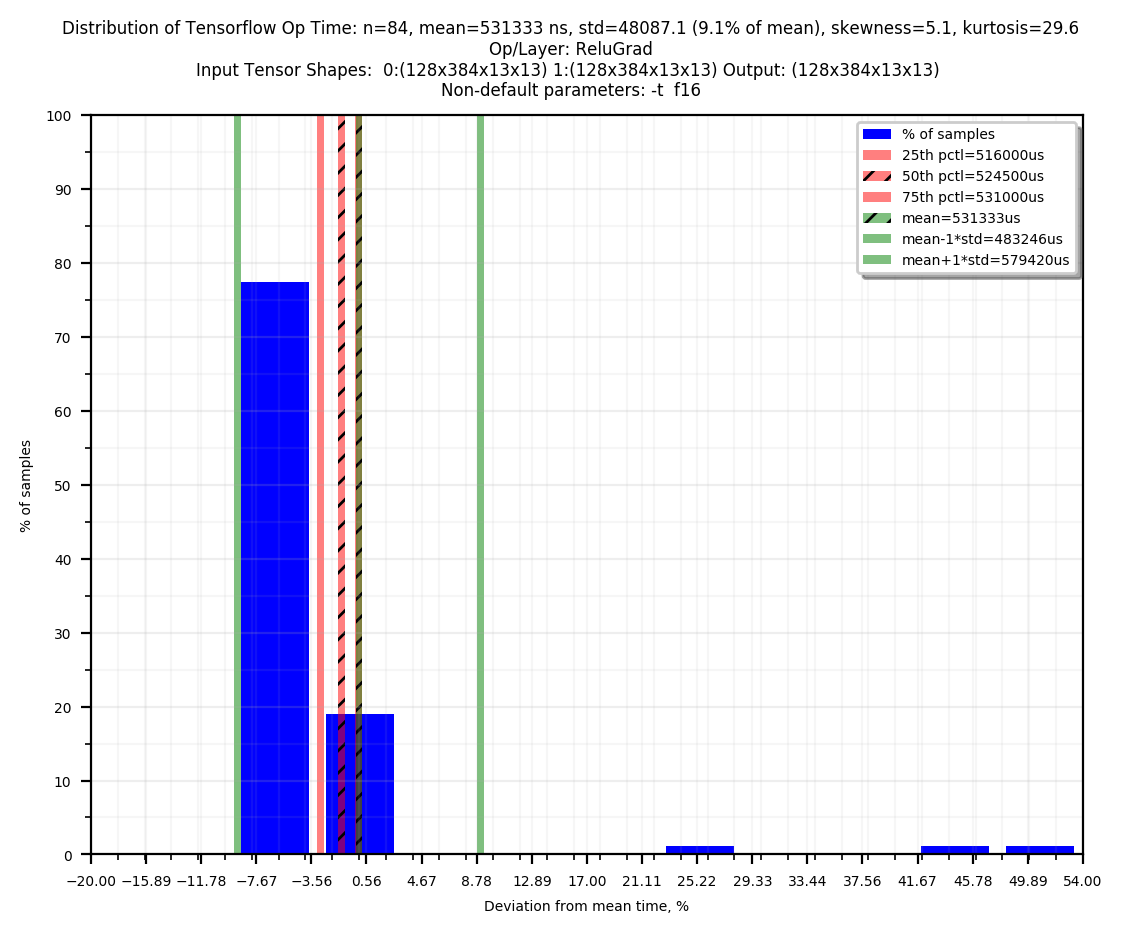 Distribution of Tensorflow Op Time: n=84, mean=531333 ns, std=48087.1 (9.1% of mean), skewness=5.1, kurtosis=29.6
Op/Layer: ReluGrad
Input Tensor Shapes:  0:(128x384x13x13) 1:(128x384x13x13) Output: (128x384x13x13)
Non-default parameters: -t  f16
% of samples
25th pctl=516000us
50th pctl=524500us
75th pctl=531000us
mean=531333us
mean-1*std=483246us
mean+1*std=579420us
100
90
80
70
60
50
40
30
20
10
0
% of samples
−20.00 −15.89 −11.78 −7.67 −3.56 0.56 4.67 8.78 12.89 17.00 21.11 25.22 29.33 33.44 37.56 41.67 45.78 49.89 54.00
Deviation from mean time, %